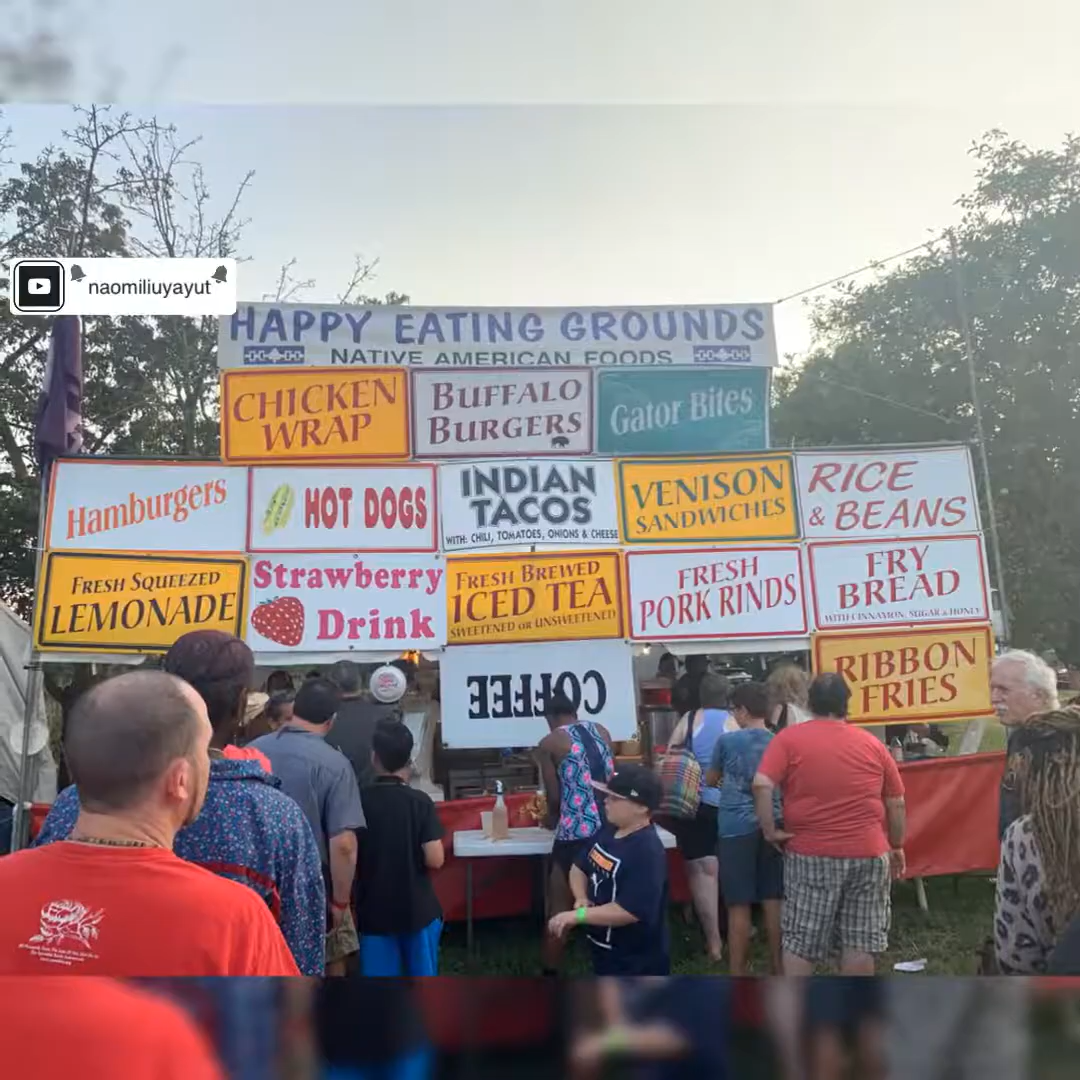 naomiliuyayut
HAPPY EATING GROUNDS
NATIVE AMERICAN FOODS
CHICKEN
WRAP
BUFFALO
BURGERS
Gator Bites
Hamburgers
HOT DOGS
INDIAN
TACOS
WITH: CHILI, TOMATOES, ONIONS & CHEESE
VENISON
SANDWICHES
RICE
& BEANS
FRESH SQUEEZED
LEMONADE
Strawberry
Drink
FRESH BREWED
ICED TEA
SWEETENED OR UNSWEETENED
FRESH
PORK RINDS
FRY
BREAD
WITH CINNAMON, SUGAR & HONEY
COFFEE
RIBBON
FRIES